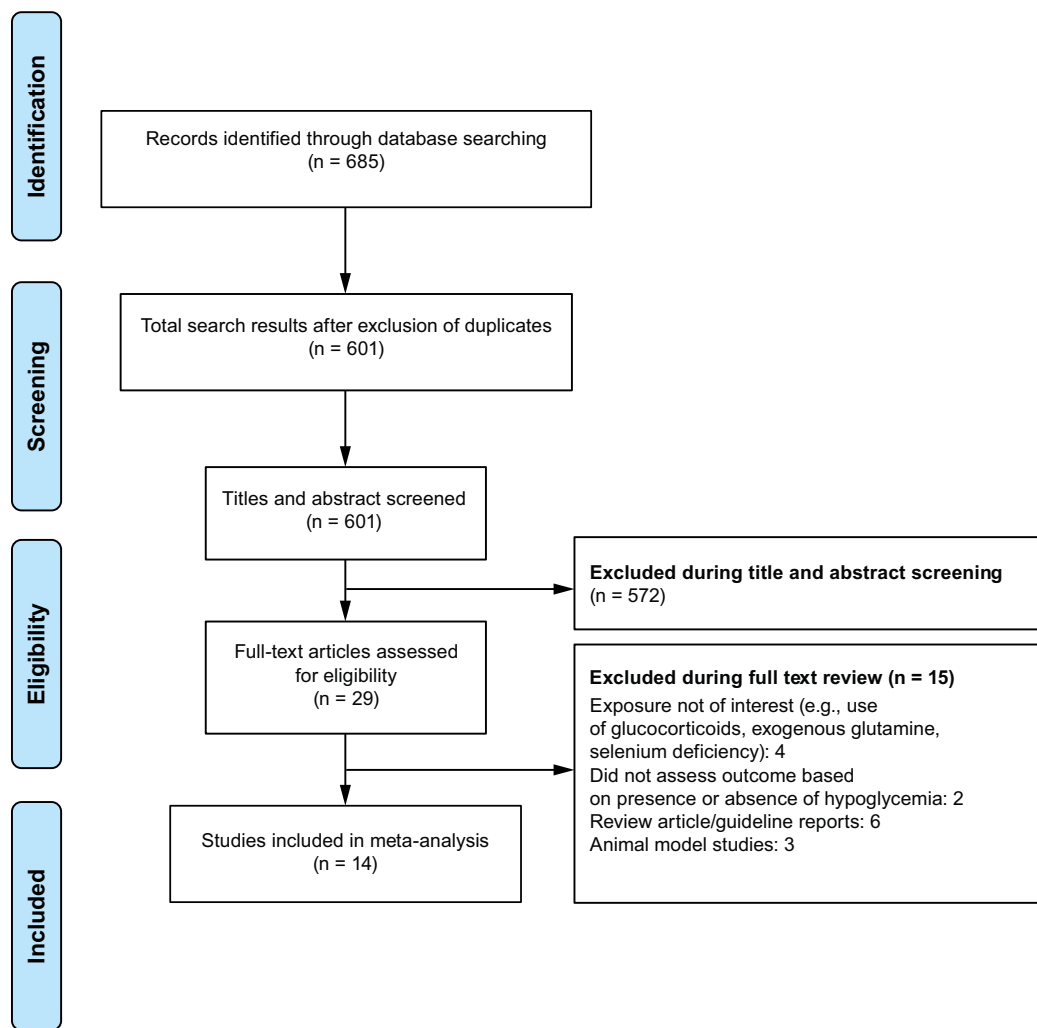 Identification
Records identified through database searching
(n = 685)
Screening
Total search results after exclusion of duplicates
(n = 601)
Titles and abstract screened
(n = 601)
Eligibility
Excluded during title and abstract screening
(n = 572)
Full-text articles assessed
for eligibility
(n = 29)
Excluded during full text review (n = 15)
Exposure not of interest (e.g., use
of glucocorticoids, exogenous glutamine,
selenium deficiency): 4
Did not assess outcome based
on presence or absence of hypoglycemia: 2
Review article/guideline reports: 6
Animal model studies: 3
Included
Studies included in meta-analysis
(n = 14)